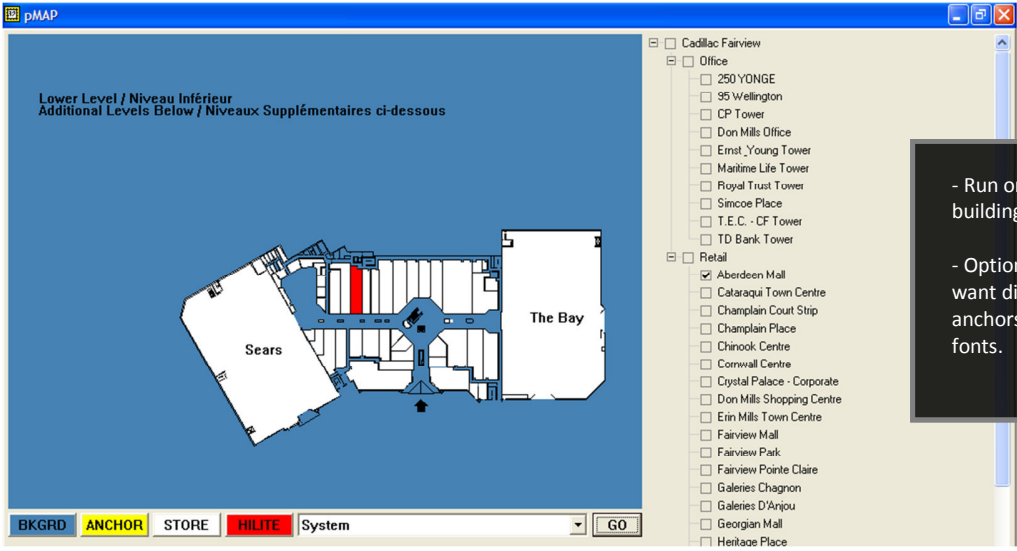 pMAP
Lower Level / Niveau Inférieur
Additional Levels Below / Niveaux Supplémentaires ci-dessous
Sears
The Bay
BKGRD ANCHOR STORE HILITE System GO
Cadillac Fairview
Office
250 YONGE
95 Wellington
CP Tower
Don Mills Office
Ernst_Young Tower
Maritime Life Tower
Royal Trust Tower
Simcoe Place
T.E.C. - CF Tower
TD Bank Tower
Retail
Aberdeen Mall
Cataraqui Town Centre
Champlain Court Strip
Champlain Place
Chinook Centre
Cornwall Centre
Crystal Palace - Corporate
Don Mills Shopping Centre
Erin Mills Town Centre
Fairview Mall
Fairview Park
Fairview Pointe Claire
Galeries Chagnon
Galeries D'Anjou
Georgian Mall
Heritage Place
- Run
building
- Option
want di
anchors
fonts.